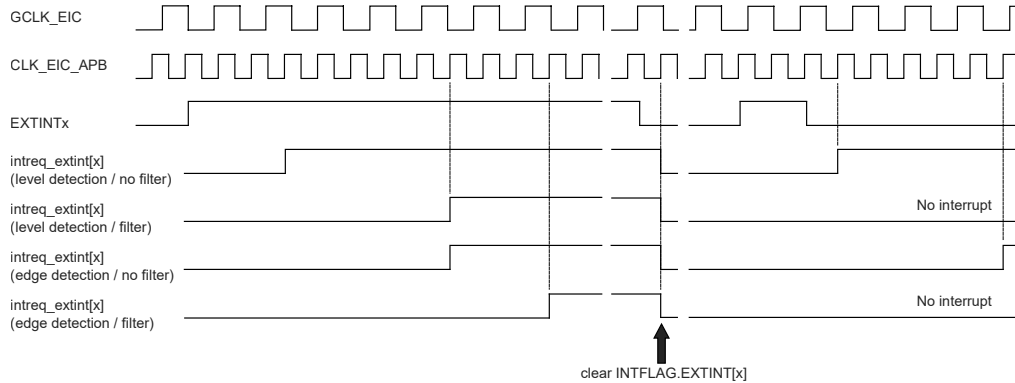 GCLK_EIC
CLK_EIC_APB
EXTINTx
intreq_extint[x]
(level detection / no filter)
intreq_extint[x]
(level detection / filter)
No interrupt
intreq_extint[x]
(edge detection / no filter)
intreq_extint[x]
(edge detection / filter)
No interrupt
clear INTFLAG.EXTINT[x]